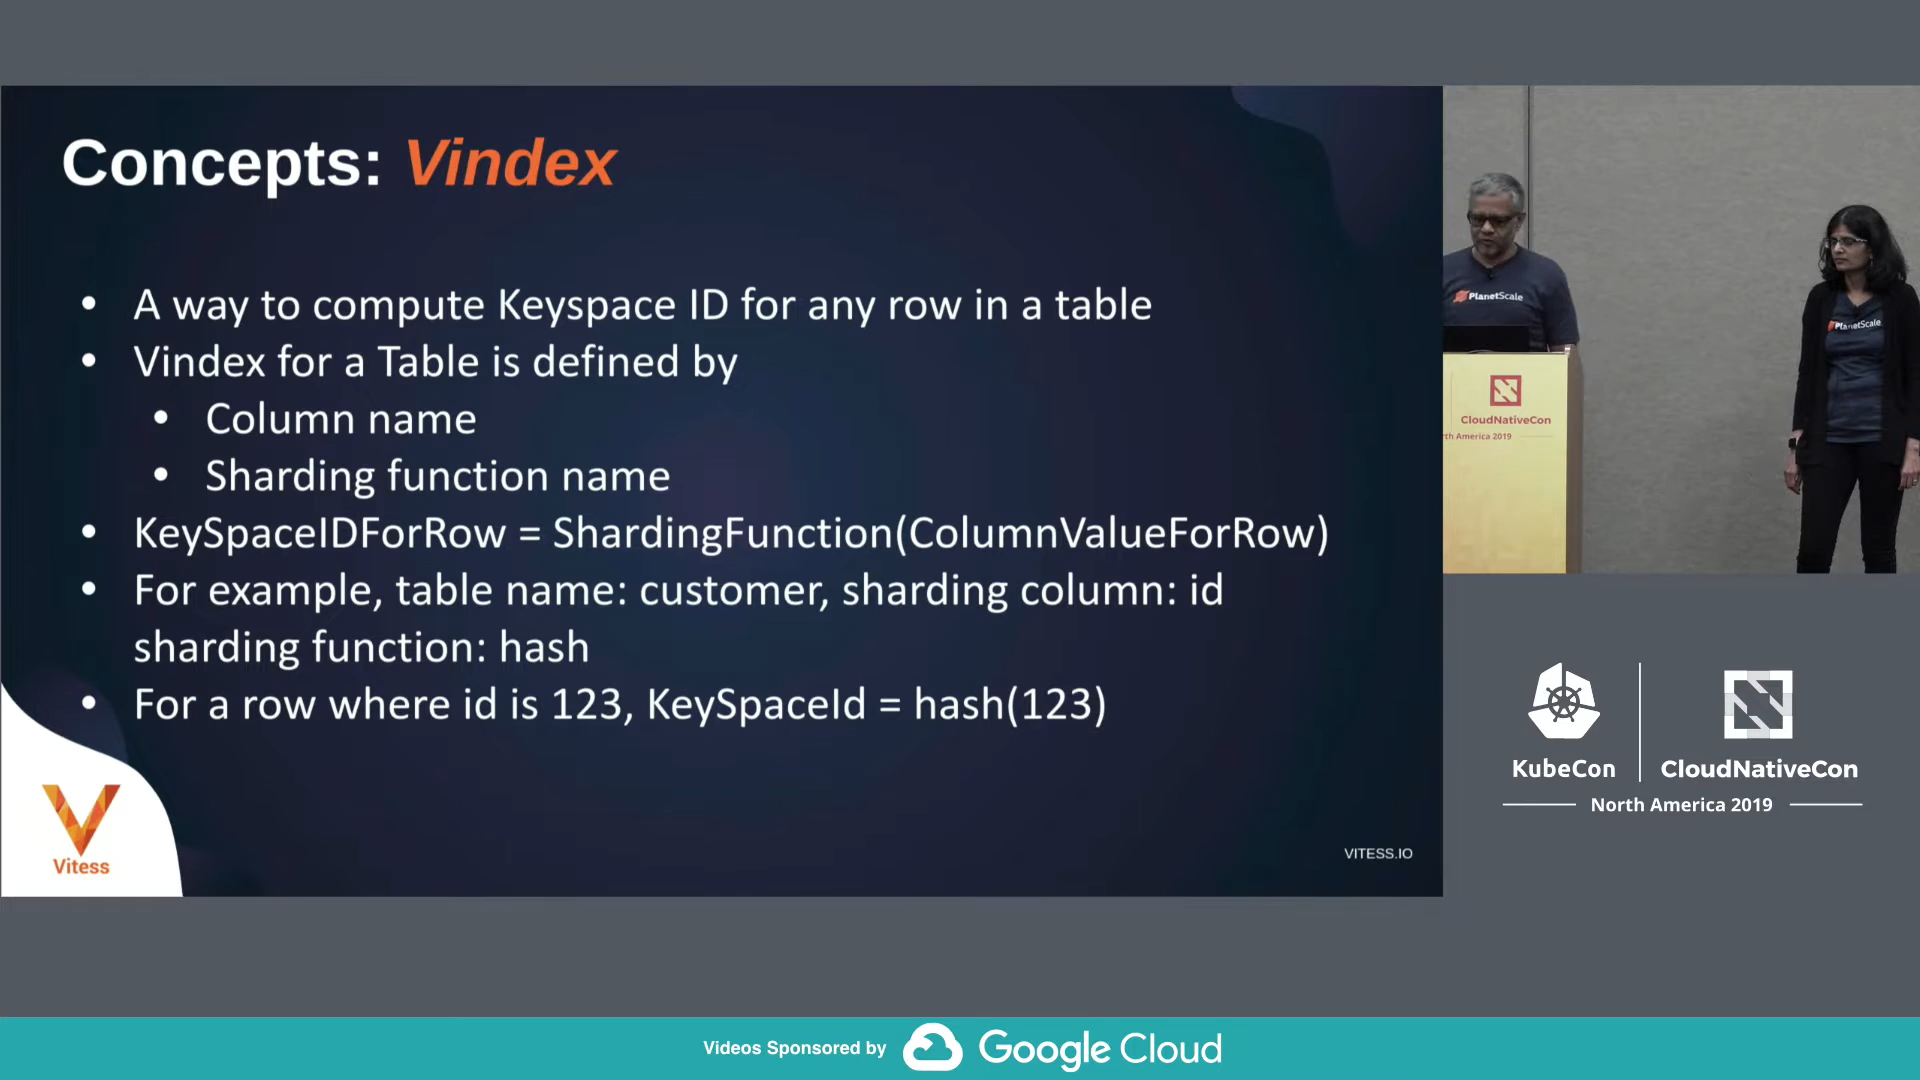 Concepts: Vindex
• A way to compute Keyspace ID for any row in a table
• Vindex for a Table is defined by
• Column name
• Sharding function name
• KeySpaceIDForRow = ShardingFunction(ColumnValueForRow)
• For example, table name: customer, sharding column: id
sharding function: hash
• For a row where id is 123, KeySpaceId = hash(123)
Vitess
VITESS.IO
PlanetScale
PlanetScale
CloudNativeCon
rth America 2019
KubeCon
CloudNativeCon
North America 2019
Videos Sponsored by
Google Cloud